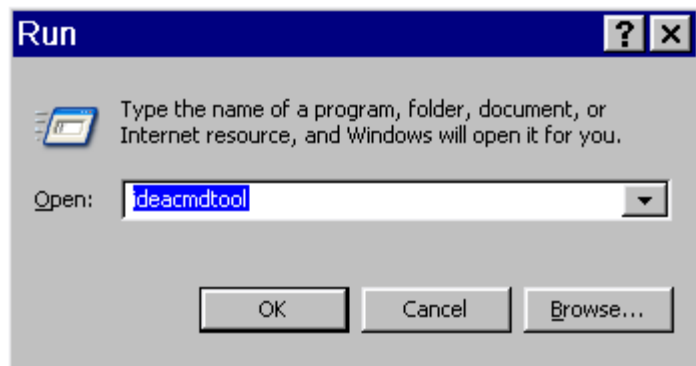 Run
Type the name of a program, folder, document, or
Internet resource, and Windows will open it for you.
Open: ideacmdtool
OK Cancel Browse...